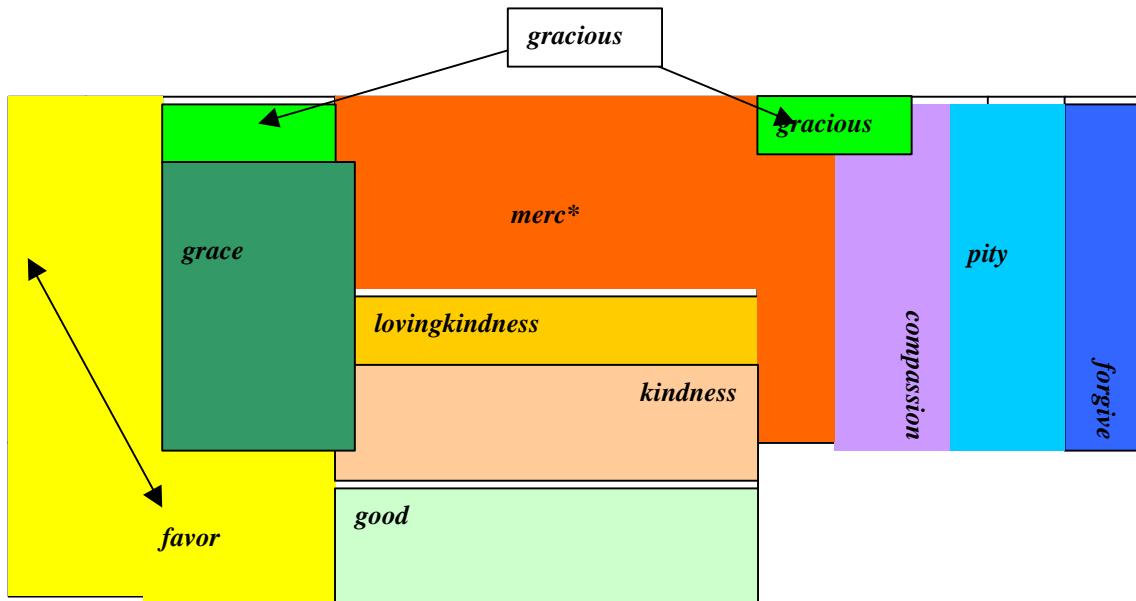 gracious
gracious
merc*
grace
pity
lovingkindness
compassion
forgive
kindness
good
favor